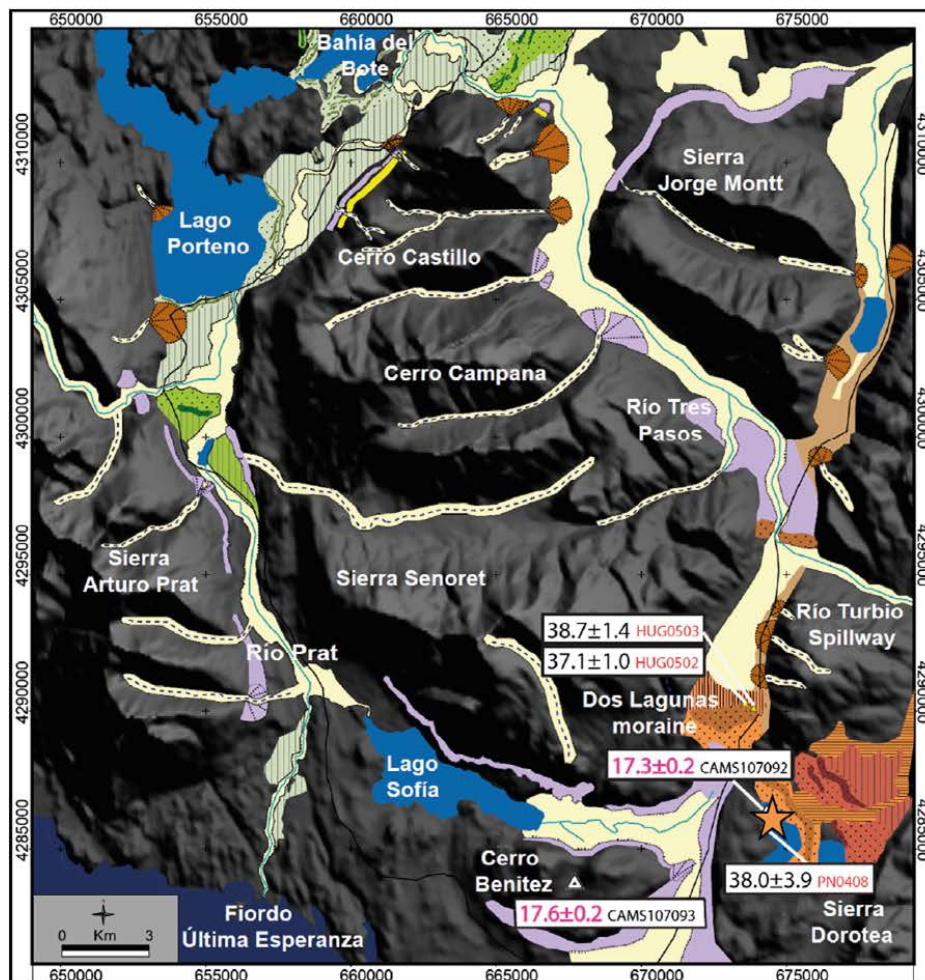 650000 655000 660000 665000 670000 675000
Bahía del
Bote
4310000
4310000
Sierra
Jorge Montt
Lago
Porteno
Cerro Castillo
4305000
4305000
Cerro Campana
Río Tres
Pasos
4300000
4300000
Sierra
Arturo Prat
Sierra Senoret
4295000
4295000
Río Turbio
Spillway
38.7±1.4 HUG0503
37.1±1.0 HUG0502
Río Prat
Dos Lagunas
moraine
4290000
4290000
17.3±0.2 CAMS107092
Lago
Sofía
4285000
4285000
Cerro
Benitez
38.0±3.9 PN0408
17.6±0.2 CAMS107093
Sierra
Dorotea
Fiordo
Última Esperanza
0 Km 3
650000 655000 660000 665000 670000 675000